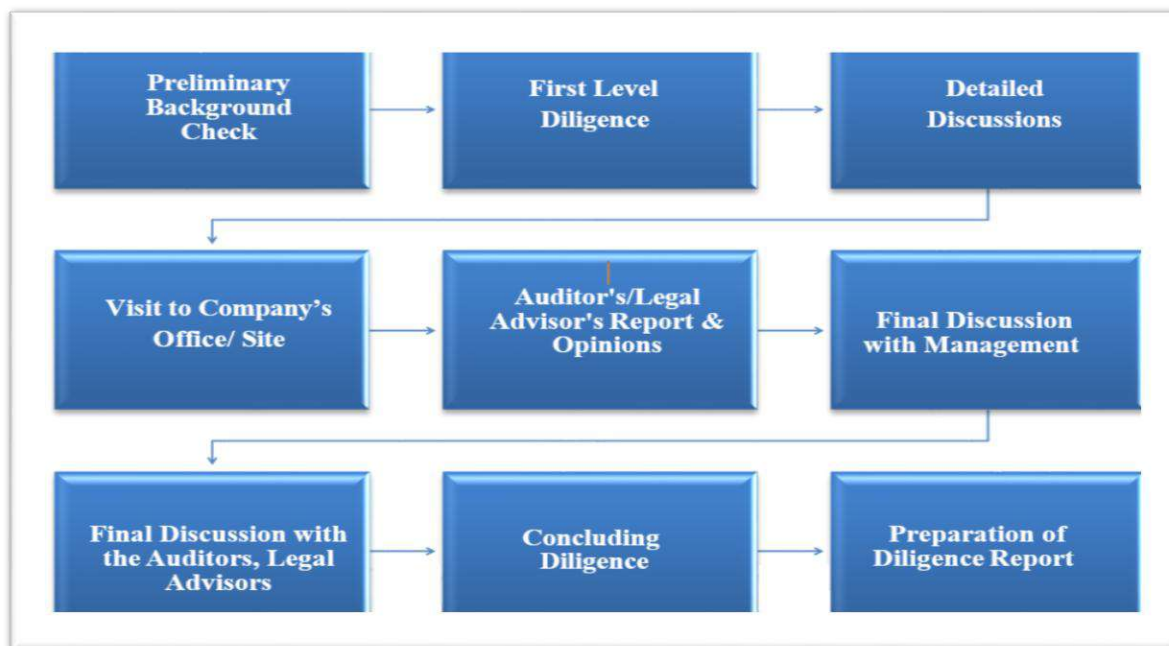 Preliminary
Background
Check
First Level
Diligence
Detailed
Discussions
Visit to Company’s
Office/ Site
Auditor's/Legal
Advisor's Report &
Opinions
Final Discussion
with Management
Final Discussion with
the Auditors, Legal
Advisors
Concluding
Diligence
Preparation of
Diligence Report